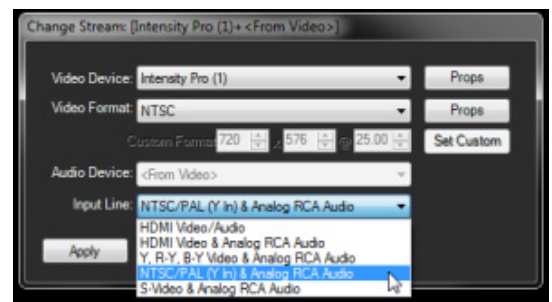 Change Stream: [Intensity Pro (1)+<From Video>]
Video Device: Intensity Pro (1) Props
Video Format: NTSC Props
Custom Format 720 x 576 @ 25.00 Set Custom
Audio Device: <From Video>
Input Line: NTSC/PAL (Y In) & Analog RCA Audio
HDMI Video/Audio
HDMI Video & Analog RCA Audio
Apply Y, R-Y, B-Y Video & Analog RCA Audio
NTSC/PAL (Y In) & Analog RCA Audio
S-Video & Analog RCA Audio